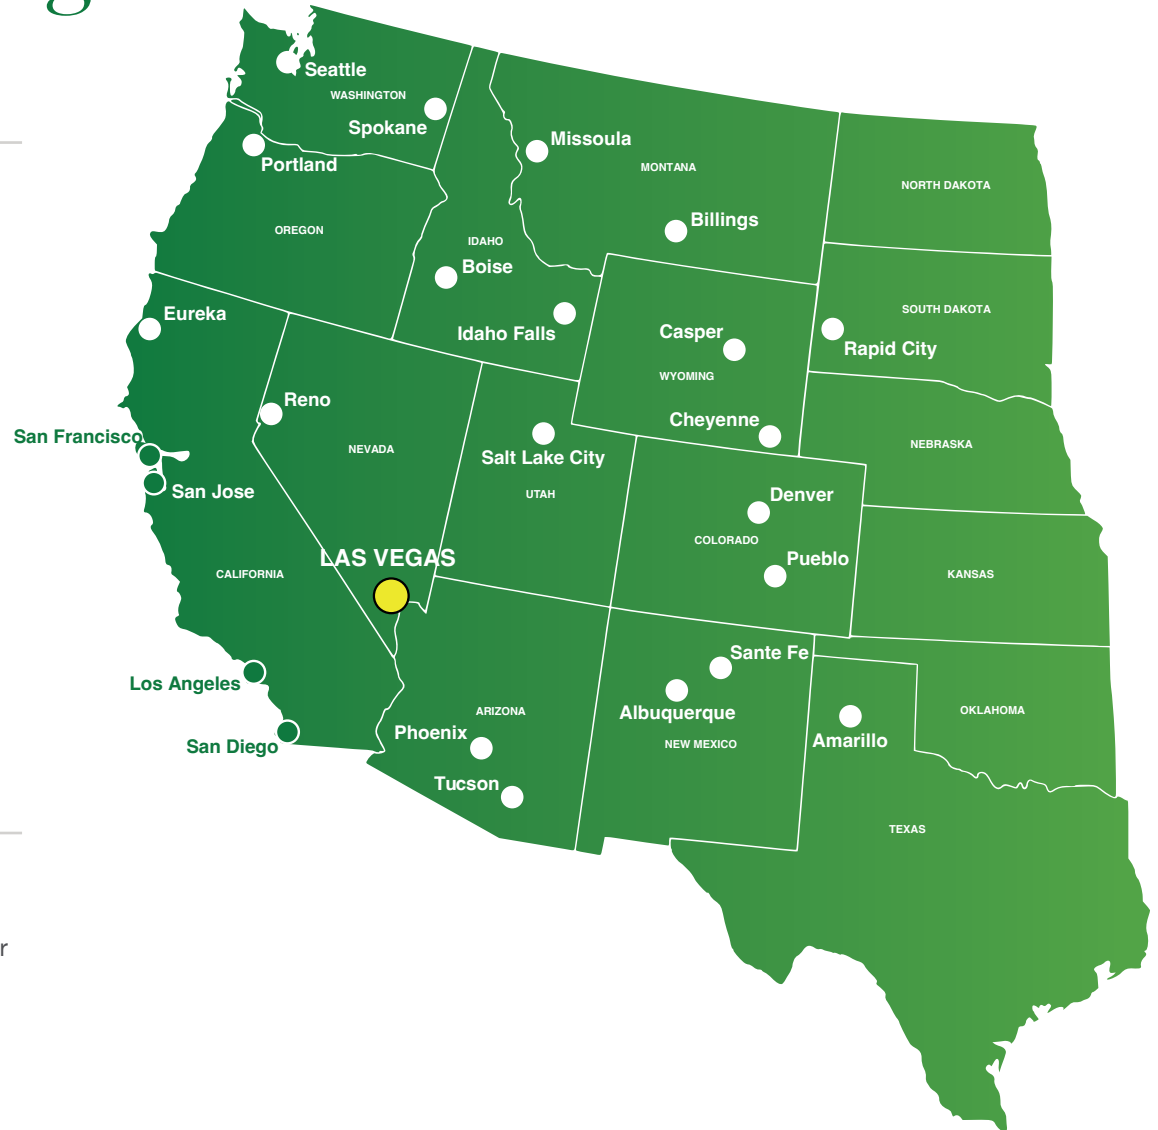 g
Seattle
WASHINGTON
Spokane
Portland
Missoula
MONTANA
NORTH DAKOTA
Billings
OREGON
IDAHO
Boise
Eureka
Idaho Falls
Casper
SOUTH DAKOTA
Rapid City
WYOMING
Reno
Cheyenne
San Francisco
NEVADA
Salt Lake City
NEBRASKA
San Jose
UTAH
Denver
COLORADO
LAS VEGAS
Pueblo
CALIFORNIA
KANSAS
Sante Fe
Los Angeles
Albuquerque
ARIZONA
OKLAHOMA
Phoenix
San Diego
NEW MEXICO
Amarillo
Tucson
TEXAS
r